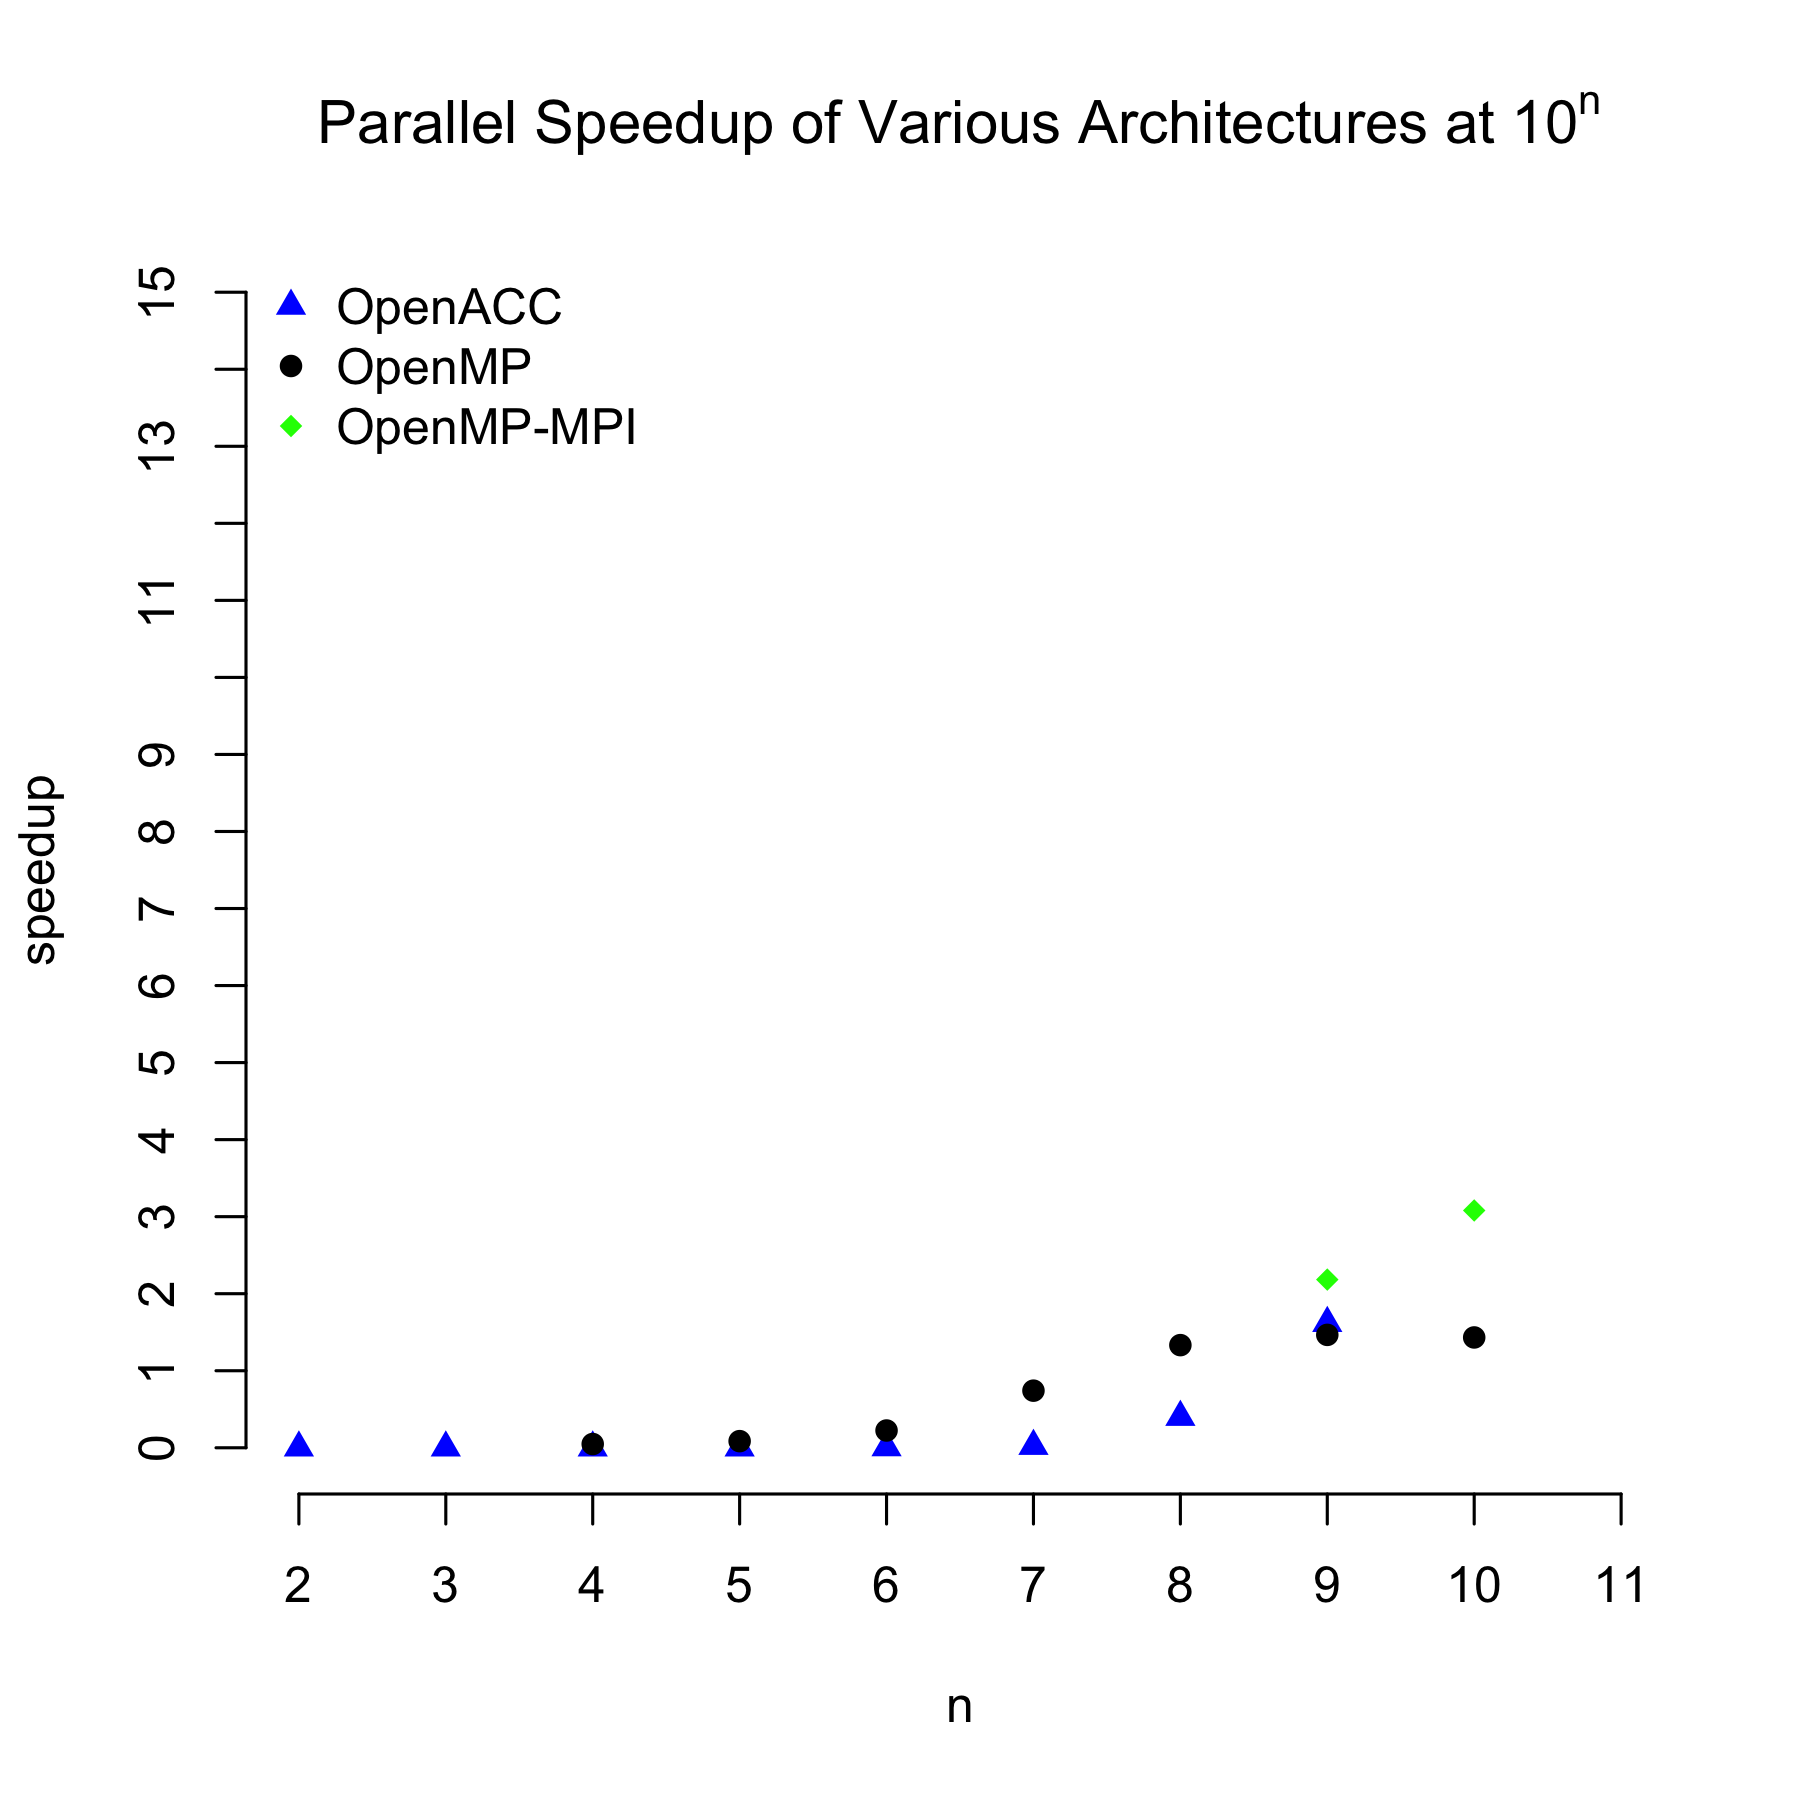 Parallel Speedup of Various Architectures at 10ⁿ
OpenACC
OpenMP
OpenMP-MPI
speedup
15
13
11
9
8
7
6
5
4
3
2
1
0
2 3 4 5 6 7 8 9 10 11
n